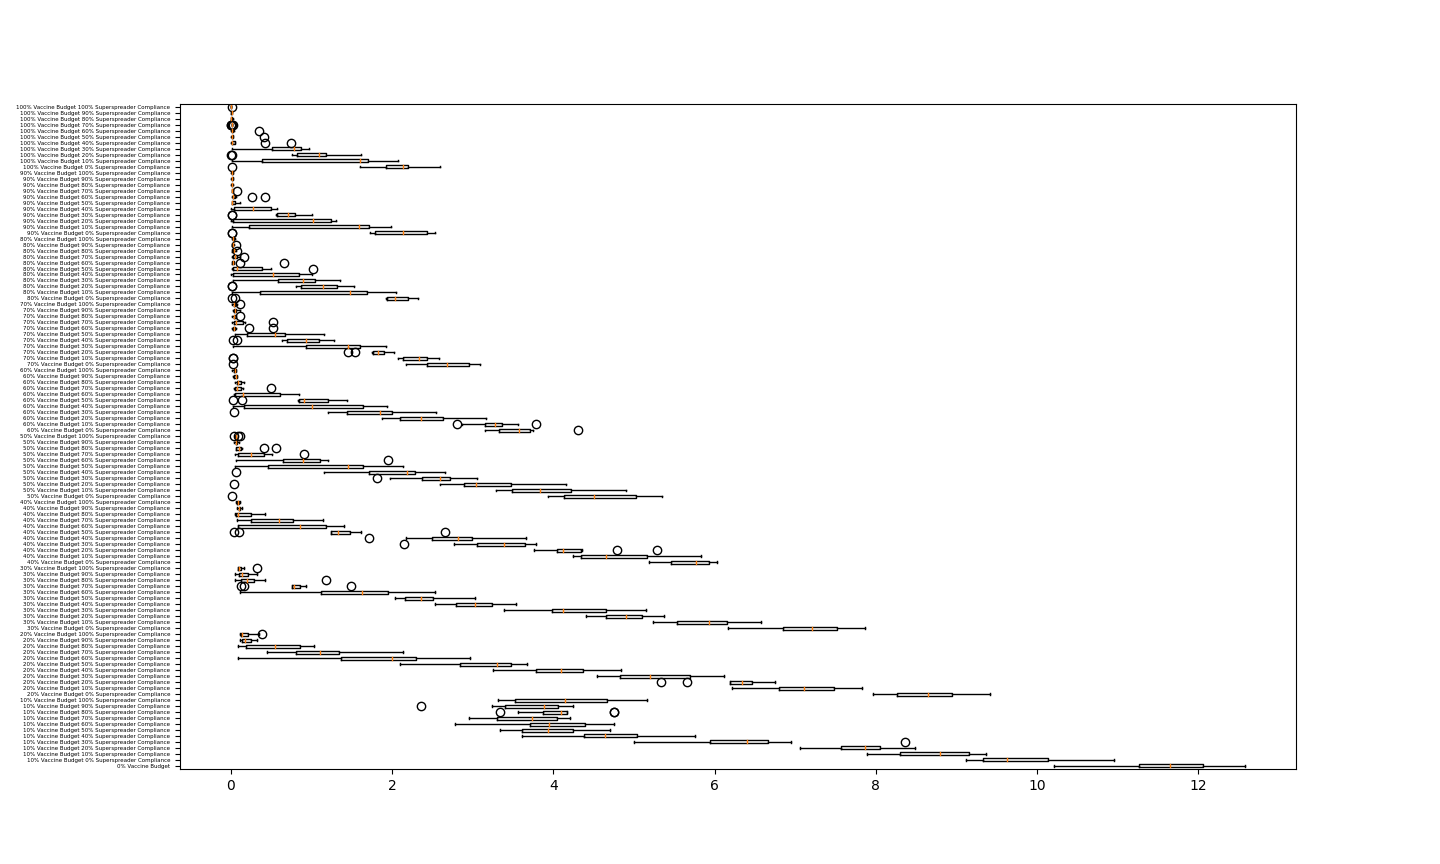 100% Vaccine Budget 100% Superspreader Compliance
100% Vaccine Budget 90% Superspreader Compliance
100% Vaccine Budget 80% Superspreader Compliance
100% Vaccine Budget 70% Superspreader Compliance
100% Vaccine Budget 60% Superspreader Compliance
100% Vaccine Budget 50% Superspreader Compliance
100% Vaccine Budget 40% Superspreader Compliance
100% Vaccine Budget 30% Superspreader Compliance
100% Vaccine Budget 20% Superspreader Compliance
100% Vaccine Budget 10% Superspreader Compliance
100% Vaccine Budget 0% Superspreader Compliance
90% Vaccine Budget 100% Superspreader Compliance
90% Vaccine Budget 90% Superspreader Compliance
90% Vaccine Budget 80% Superspreader Compliance
90% Vaccine Budget 70% Superspreader Compliance
90% Vaccine Budget 60% Superspreader Compliance
90% Vaccine Budget 50% Superspreader Compliance
90% Vaccine Budget 40% Superspreader Compliance
90% Vaccine Budget 30% Superspreader Compliance
90% Vaccine Budget 20% Superspreader Compliance
90% Vaccine Budget 10% Superspreader Compliance
90% Vaccine Budget 0% Superspreader Compliance
80% Vaccine Budget 100% Superspreader Compliance
80% Vaccine Budget 90% Superspreader Compliance
80% Vaccine Budget 80% Superspreader Compliance
80% Vaccine Budget 70% Superspreader Compliance
80% Vaccine Budget 60% Superspreader Compliance
80% Vaccine Budget 50% Superspreader Compliance
80% Vaccine Budget 40% Superspreader Compliance
80% Vaccine Budget 30% Superspreader Compliance
80% Vaccine Budget 20% Superspreader Compliance
80% Vaccine Budget 10% Superspreader Compliance
80% Vaccine Budget 0% Superspreader Compliance
70% Vaccine Budget 100% Superspreader Compliance
70% Vaccine Budget 90% Superspreader Compliance
70% Vaccine Budget 80% Superspreader Compliance
70% Vaccine Budget 70% Superspreader Compliance
70% Vaccine Budget 60% Superspreader Compliance
70% Vaccine Budget 50% Superspreader Compliance
70% Vaccine Budget 40% Superspreader Compliance
70% Vaccine Budget 30% Superspreader Compliance
70% Vaccine Budget 20% Superspreader Compliance
70% Vaccine Budget 10% Superspreader Compliance
70% Vaccine Budget 0% Superspreader Compliance
60% Vaccine Budget 100% Superspreader Compliance
60% Vaccine Budget 90% Superspreader Compliance
60% Vaccine Budget 80% Superspreader Compliance
60% Vaccine Budget 70% Superspreader Compliance
60% Vaccine Budget 60% Superspreader Compliance
60% Vaccine Budget 50% Superspreader Compliance
60% Vaccine Budget 40% Superspreader Compliance
60% Vaccine Budget 30% Superspreader Compliance
60% Vaccine Budget 20% Superspreader Compliance
60% Vaccine Budget 10% Superspreader Compliance
60% Vaccine Budget 0% Superspreader Compliance
50% Vaccine Budget 100% Superspreader Compliance
50% Vaccine Budget 90% Superspreader Compliance
50% Vaccine Budget 80% Superspreader Compliance
50% Vaccine Budget 70% Superspreader Compliance
50% Vaccine Budget 60% Superspreader Compliance
50% Vaccine Budget 50% Superspreader Compliance
50% Vaccine Budget 40% Superspreader Compliance
50% Vaccine Budget 30% Superspreader Compliance
50% Vaccine Budget 20% Superspreader Compliance
50% Vaccine Budget 10% Superspreader Compliance
50% Vaccine Budget 0% Superspreader Compliance
40% Vaccine Budget 100% Superspreader Compliance
40% Vaccine Budget 90% Superspreader Compliance
40% Vaccine Budget 80% Superspreader Compliance
40% Vaccine Budget 70% Superspreader Compliance
40% Vaccine Budget 60% Superspreader Compliance
40% Vaccine Budget 50% Superspreader Compliance
40% Vaccine Budget 40% Superspreader Compliance
40% Vaccine Budget 30% Superspreader Compliance
40% Vaccine Budget 20% Superspreader Compliance
40% Vaccine Budget 10% Superspreader Compliance
40% Vaccine Budget 0% Superspreader Compliance
30% Vaccine Budget 100% Superspreader Compliance
30% Vaccine Budget 90% Superspreader Compliance
30% Vaccine Budget 80% Superspreader Compliance
30% Vaccine Budget 70% Superspreader Compliance
30% Vaccine Budget 60% Superspreader Compliance
30% Vaccine Budget 50% Superspreader Compliance
30% Vaccine Budget 40% Superspreader Compliance
30% Vaccine Budget 30% Superspreader Compliance
30% Vaccine Budget 20% Superspreader Compliance
30% Vaccine Budget 10% Superspreader Compliance
30% Vaccine Budget 0% Superspreader Compliance
20% Vaccine Budget 100% Superspreader Compliance
20% Vaccine Budget 90% Superspreader Compliance
20% Vaccine Budget 80% Superspreader Compliance
20% Vaccine Budget 70% Superspreader Compliance
20% Vaccine Budget 60% Superspreader Compliance
20% Vaccine Budget 50% Superspreader Compliance
20% Vaccine Budget 40% Superspreader Compliance
20% Vaccine Budget 30% Superspreader Compliance
20% Vaccine Budget 20% Superspreader Compliance
20% Vaccine Budget 10% Superspreader Compliance
20% Vaccine Budget 0% Superspreader Compliance
10% Vaccine Budget 100% Superspreader Compliance
10% Vaccine Budget 90% Superspreader Compliance
10% Vaccine Budget 80% Superspreader Compliance
10% Vaccine Budget 70% Superspreader Compliance
10% Vaccine Budget 60% Superspreader Compliance
10% Vaccine Budget 50% Superspreader Compliance
10% Vaccine Budget 40% Superspreader Compliance
10% Vaccine Budget 30% Superspreader Compliance
10% Vaccine Budget 20% Superspreader Compliance
10% Vaccine Budget 10% Superspreader Compliance
10% Vaccine Budget 0% Superspreader Compliance
0% Vaccine Budget
0 2 4 6 8 10 12